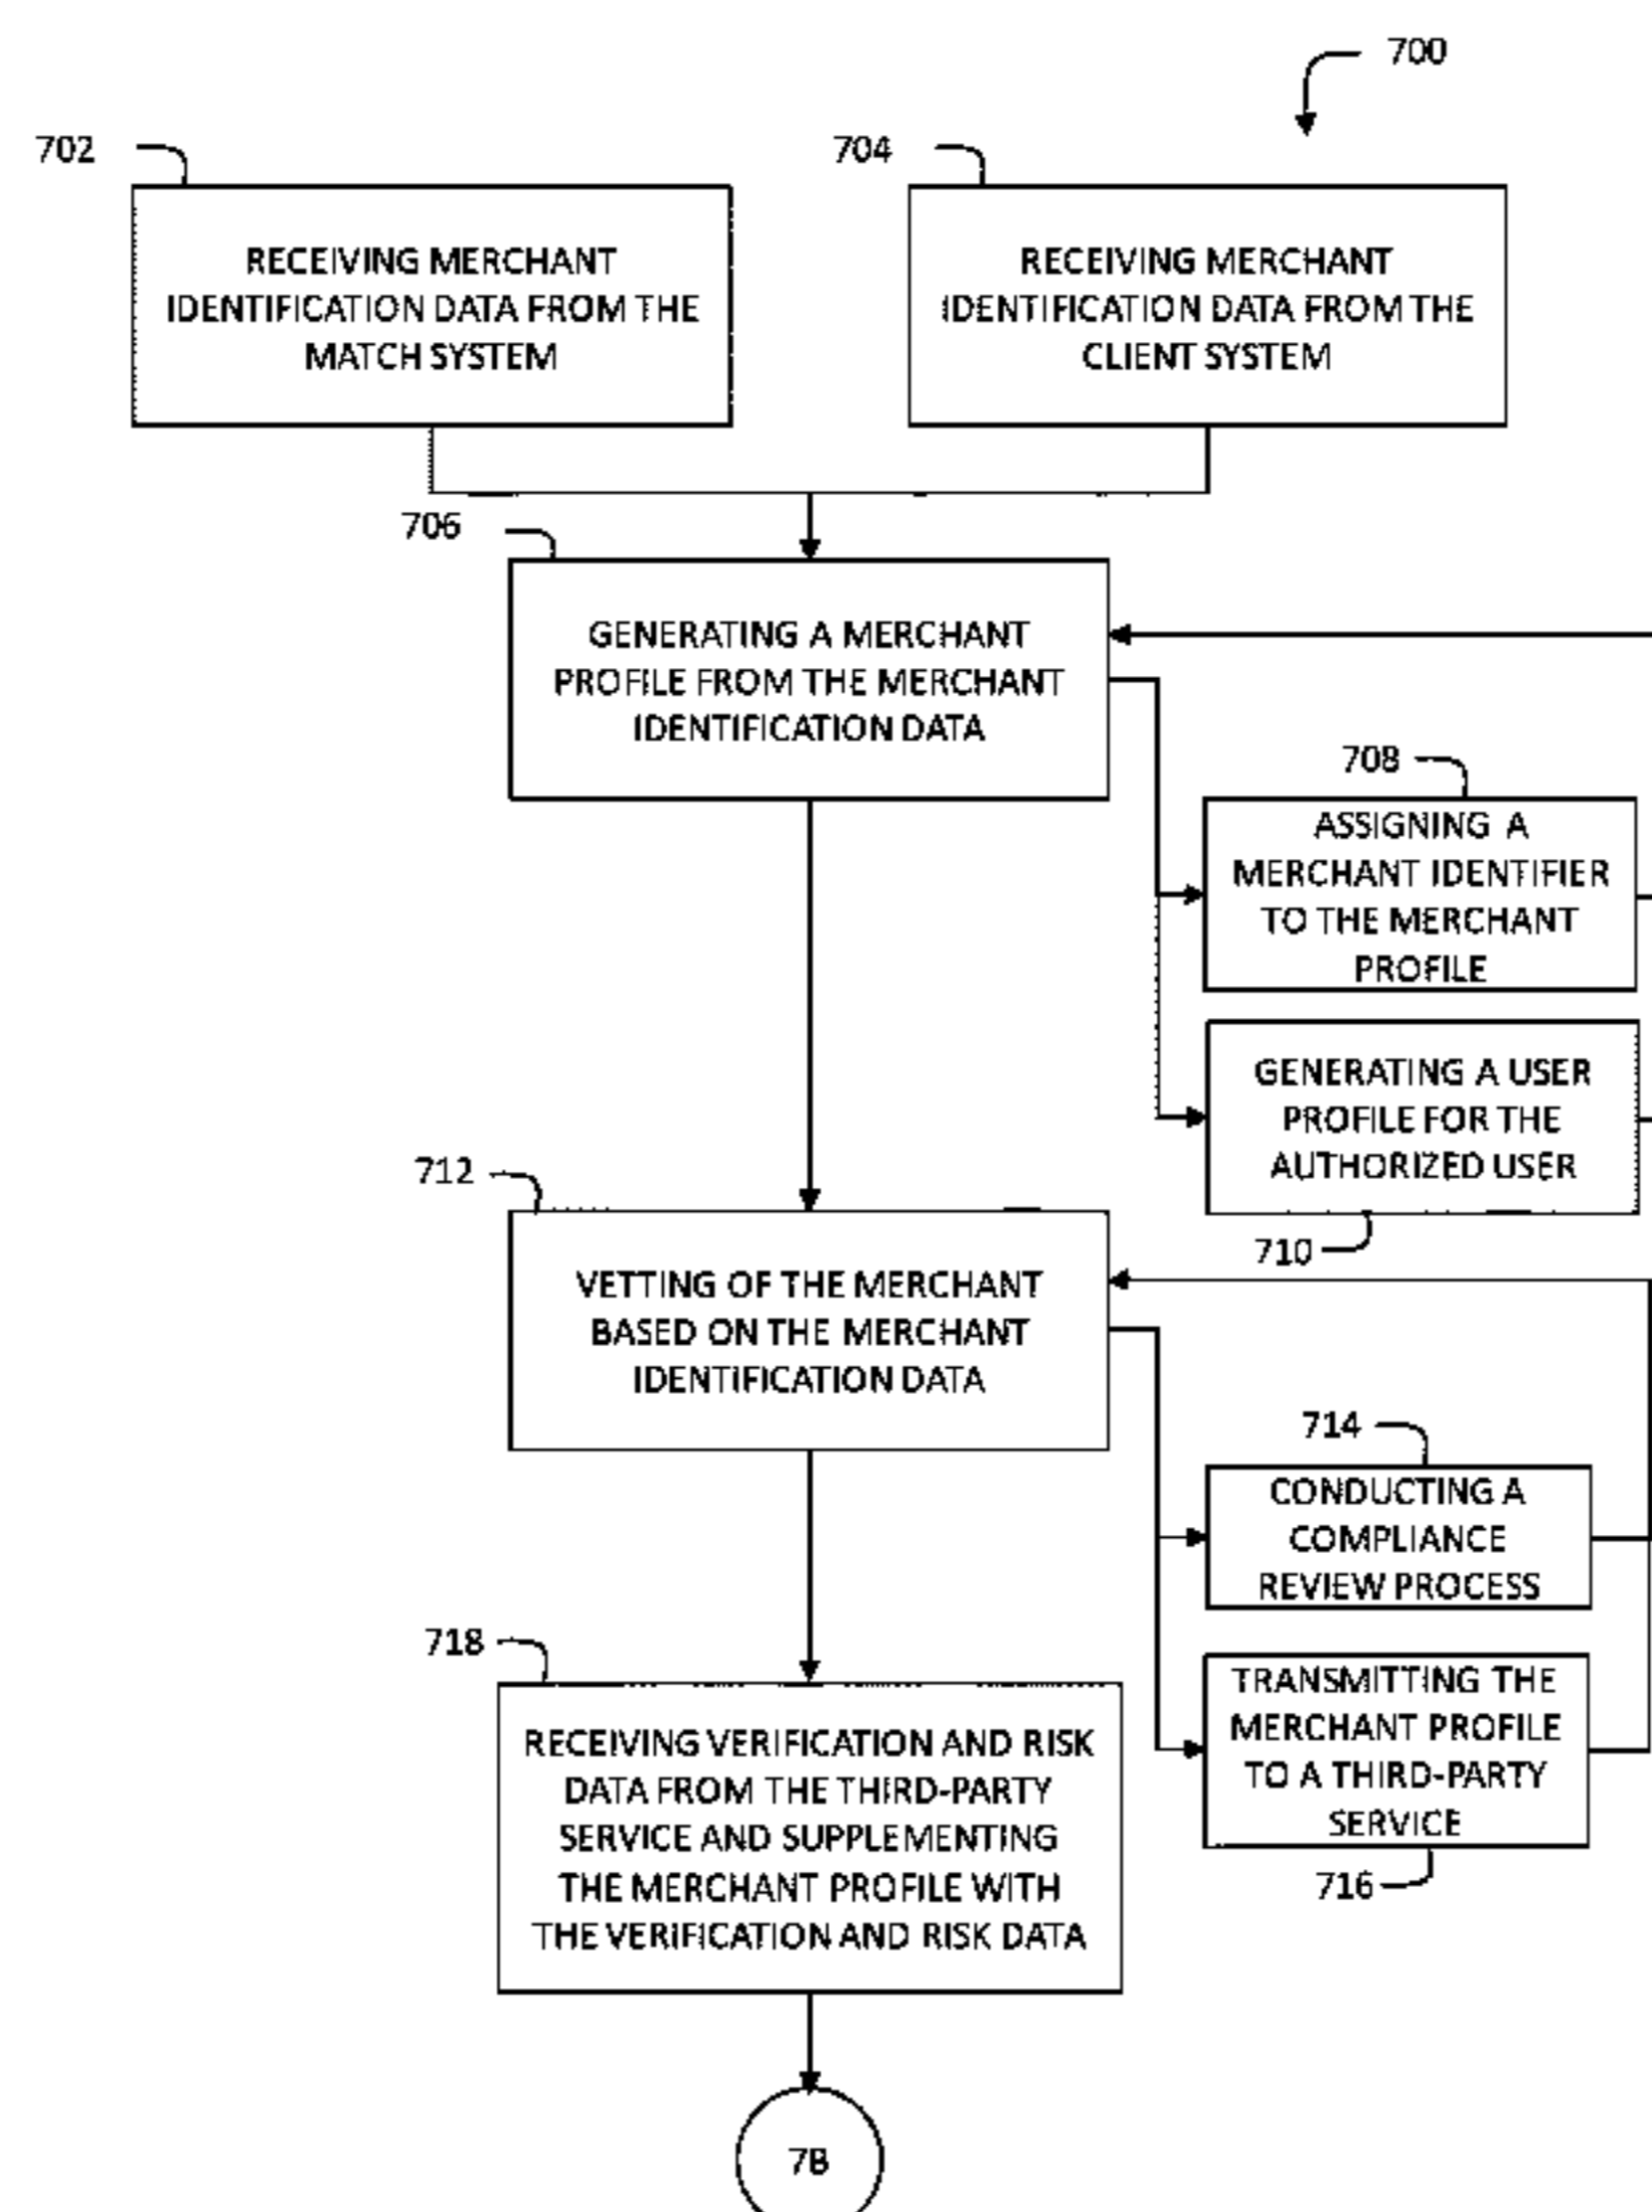 700
702
704
RECEIVING MERCHANT
IDENTIFICATION DATA FROM THE
MATCH SYSTEM
RECEIVING MERCHANT
IDENTIFICATION DATA FROM THE
CLIENT SYSTEM
706
GENERATING A MERCHANT
PROFILE FROM THE MERCHANT
IDENTIFICATION DATA
708
ASSIGNING A
MERCHANT IDENTIFIER
TO THE MERCHANT
PROFILE
GENERATING A USER
PROFILE FOR THE
AUTHORIZED USER
710
712
VETTING OF THE MERCHANT
BASED ON THE MERCHANT
IDENTIFICATION DATA
714
CONDUCTING A
COMPLIANCE
REVIEW PROCESS
TRANSMITTING THE
MERCHANT PROFILE
TO A THIRD-PARTY
SERVICE
716
718
RECEIVING VERIFICATION AND RISK
DATA FROM THE THIRD-PARTY
SERVICE AND SUPPLEMENTING
THE MERCHANT PROFILE WITH
THE VERIFICATION AND RISK DATA
7B